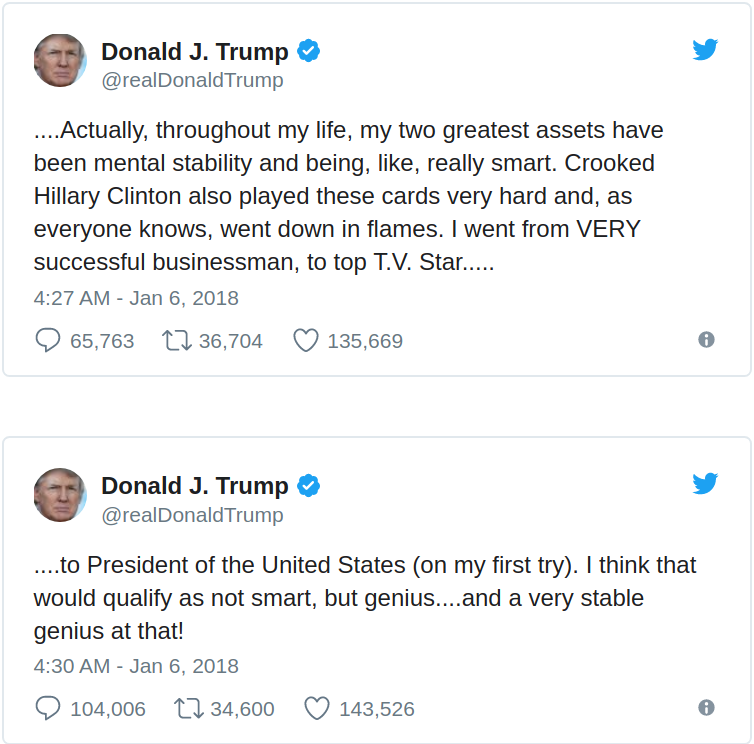 Donald J. Trump
@realDonaldTrump
....Actually, throughout my life, my two greatest assets have
been mental stability and being, like, really smart. Crooked
Hillary Clinton also played these cards very hard and, as
everyone knows, went down in flames. I went from VERY
successful businessman, to top T.V. Star.....
4:27 AM - Jan 6, 2018
65,763 36,704 135,669
Donald J. Trump
@realDonaldTrump
....to President of the United States (on my first try). I think that
would qualify as not smart, but genius....and a very stable
genius at that!
4:30 AM - Jan 6, 2018
104,006 34,600 143,526